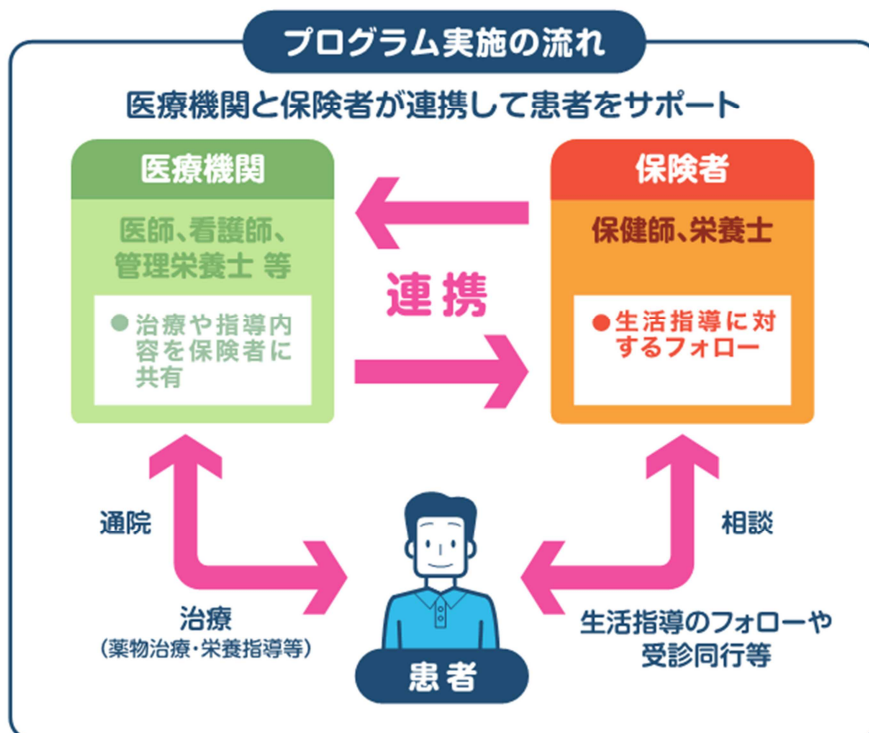 プログラム実施の流れ
医療機関と保険者が連携して患者をサポート
医療機関
医師、看護師、
管理栄養士 等
●治療や指導内
容を保険者に
共有
連携
保険者
保健師、栄養士
●生活指導に対
するフォロー
通院
治療
(薬物治療・栄養指導等)
相談
生活指導のフォローや
受診同行等
患者